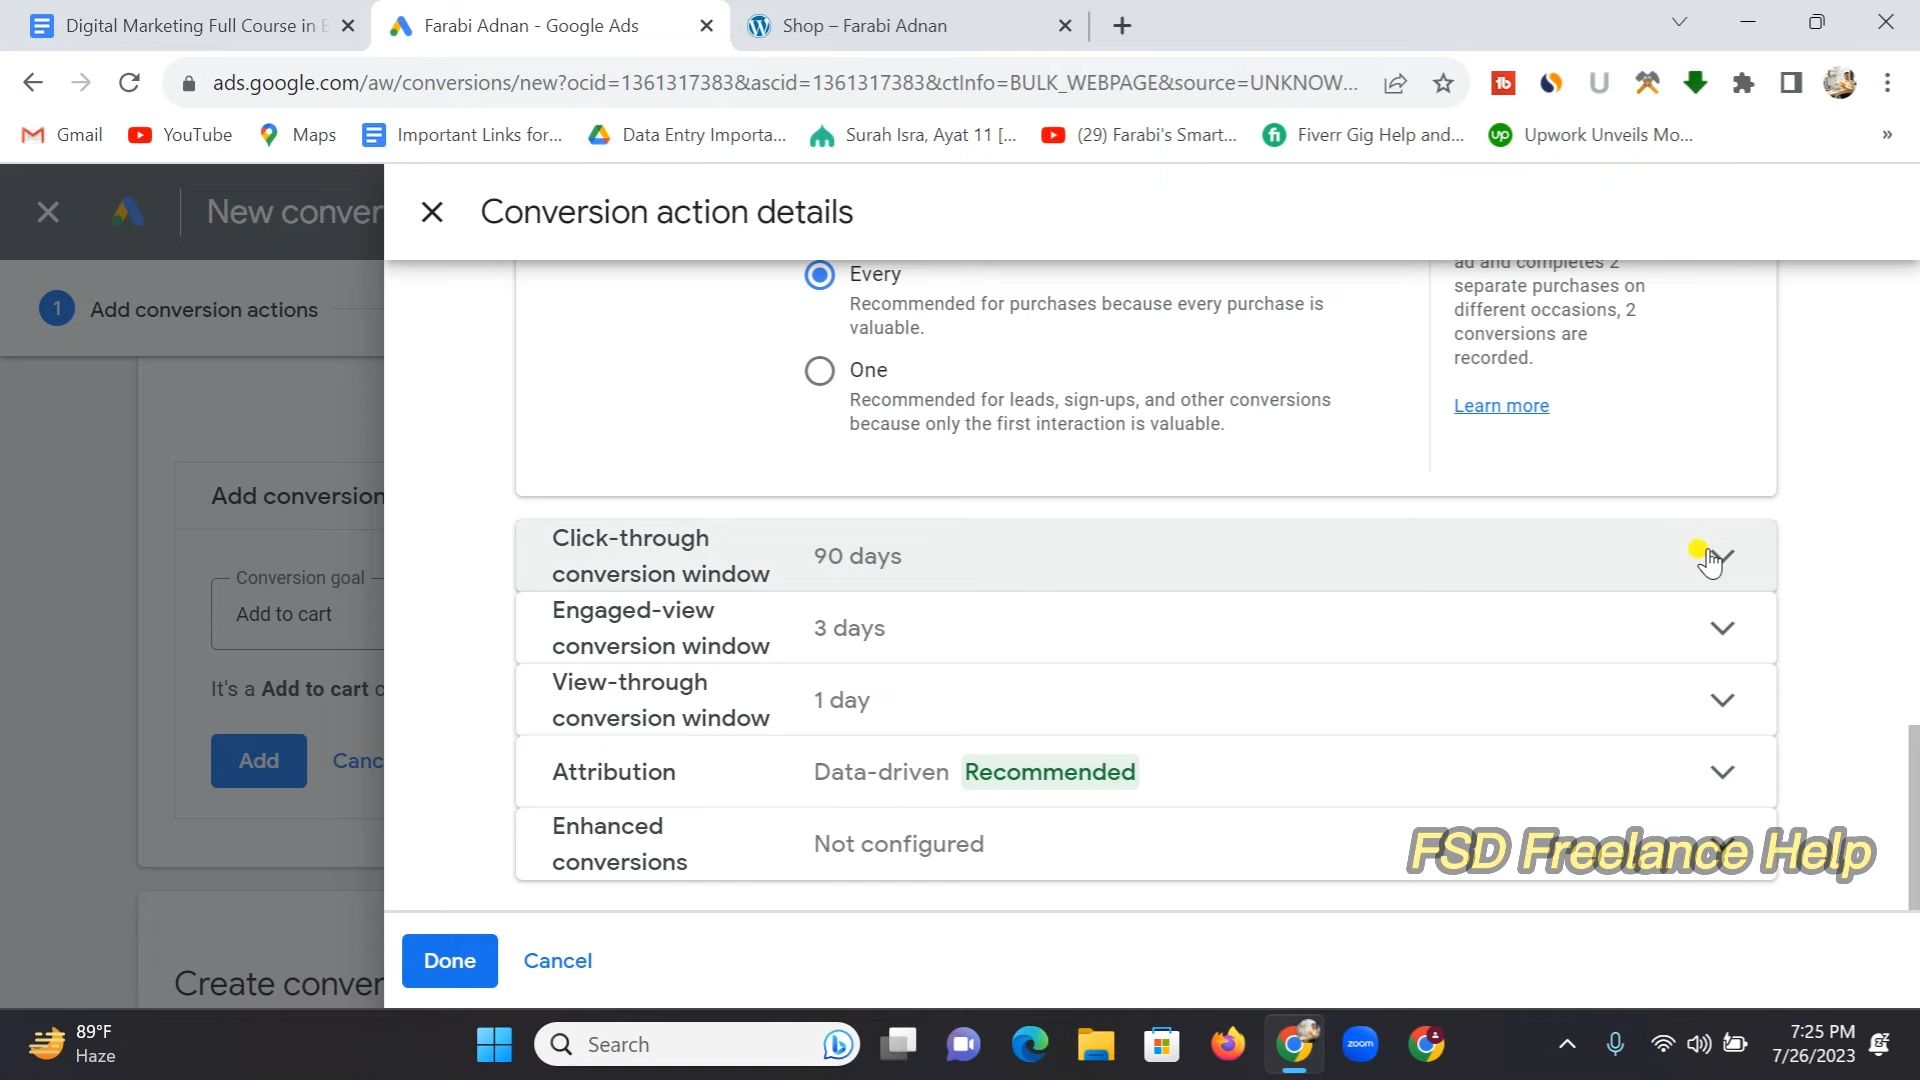 Digital Marketing Full Course in B
Farabi Adnan - Google Ads
Shop – Farabi Adnan
ads.google.com/aw/conversions/new?ocid=1361317383&ascid=1361317383&ctInfo=BULK_WEBPAGE&source=UNKNOW...
Gmail
YouTube
Maps
Important Links for...
Data Entry Importa...
Surah Isra, Ayat 11 [...
(29) Farabi's Smart...
Fiverr Gig Help and...
Upwork Unveils Mo...
»
New conver
Conversion action details
1 Add conversion actions
Every
Recommended for purchases because every purchase is
valuable.
One
Recommended for leads, sign-ups, and other conversions
because only the first interaction is valuable.
ad and completes 2
separate purchases on
different occasions, 2
conversions are
recorded.
Learn more
Add conversion
Conversion goal
Add to cart
It's a Add to cart c
Add
Canc
Create conver
Click-through
conversion window
90 days
Engaged-view
conversion window
3 days
View-through
conversion window
1 day
Attribution
Data-driven Recommended
Enhanced
conversions
Not configured
FSD Freelance Help
Done
Cancel
89°F
Haze
Search
zoom
7:25 PM
7/26/2023